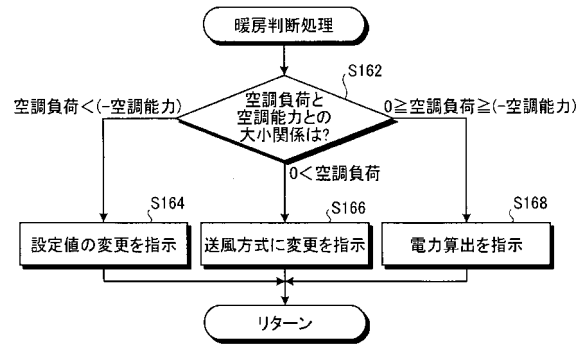 暖房判断処理
S162
空調負荷と
空調能力との
大小関係は?
空調負荷<(-空調能力)
0≧空調負荷≧(-空調能力)
0<空調負荷
S164
設定値の変更を指示
S166
送風方式に変更を指示
S168
電力算出を指示
リターン